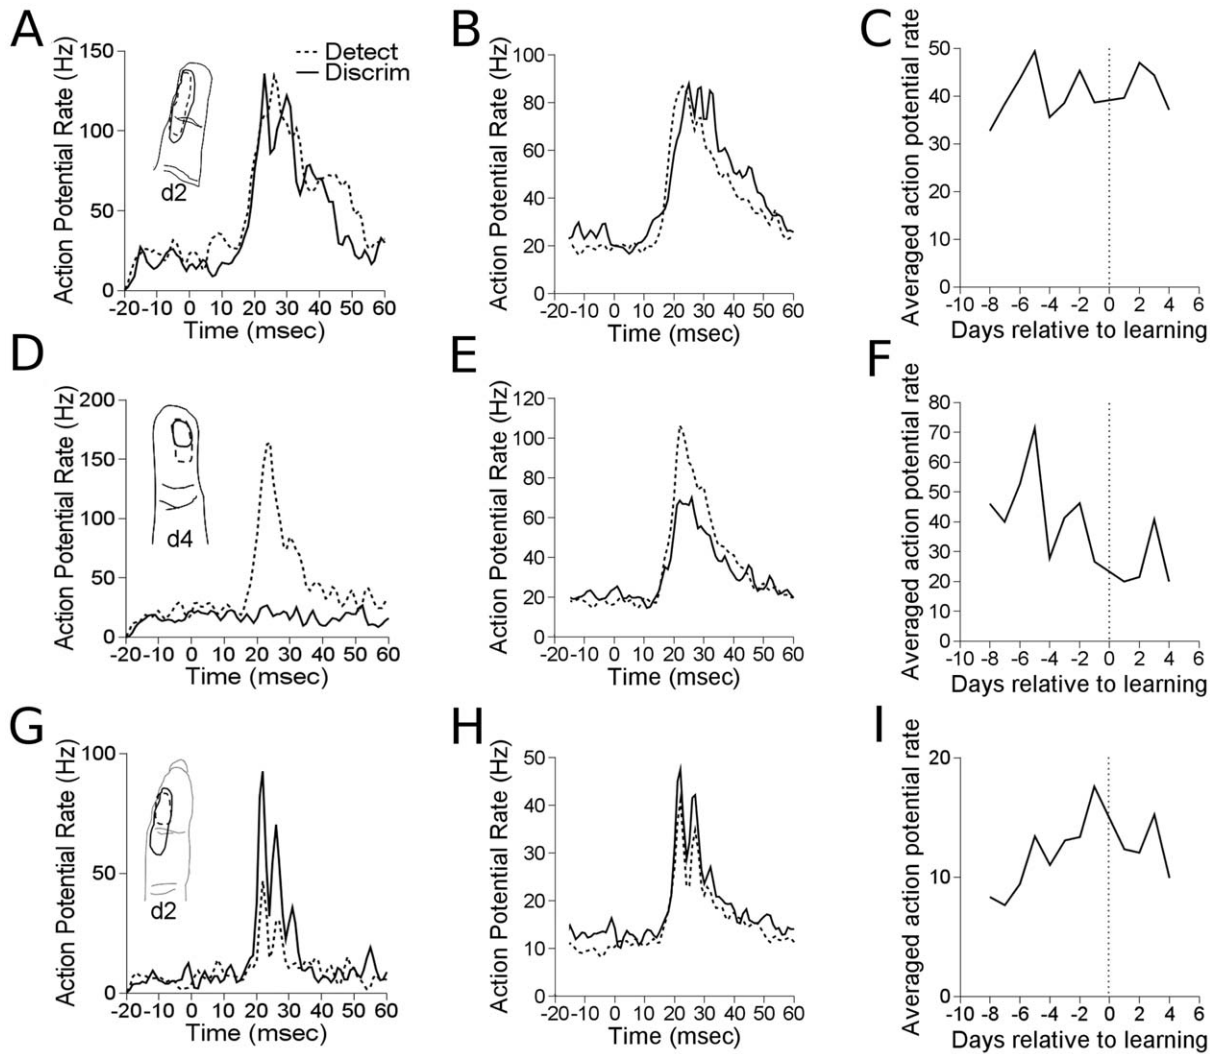 A
Action Potential Rate (Hz)
150
100
50
0
-20 -10 0 10 20 30 40 50 60
Time (msec)
d2
Detect
Discrim
B
Action Potential Rate (Hz)
100
80
60
40
20
0
-20 -10 0 10 20 30 40 50 60
Time (msec)
C
Averaged action potential rate
50
40
30
20
10
0
-10 -8 -6 -4 -2 0 2 4 6
Days relative to learning
D
Action Potential Rate (Hz)
200
150
100
50
0
-20 -10 0 10 20 30 40 50 60
Time (msec)
d4
E
Action Potential Rate (Hz)
120
100
80
60
40
20
0
-20 -10 0 10 20 30 40 50 60
Time (msec)
F
Averaged action potential rate
80
70
60
50
40
30
20
10
0
-10 -8 -6 -4 -2 0 2 4 6
Days relative to learning
G
Action Potential Rate (Hz)
100
50
0
-20 -10 0 10 20 30 40 50 60
Time (msec)
d2
H
Action Potential Rate (Hz)
50
40
30
20
10
0
-20 -10 0 10 20 30 40 50 60
Time (msec)
I
Averaged action potential rate
20
10
0
-10 -8 -6 -4 -2 0 2 4 6
Days relative to learning